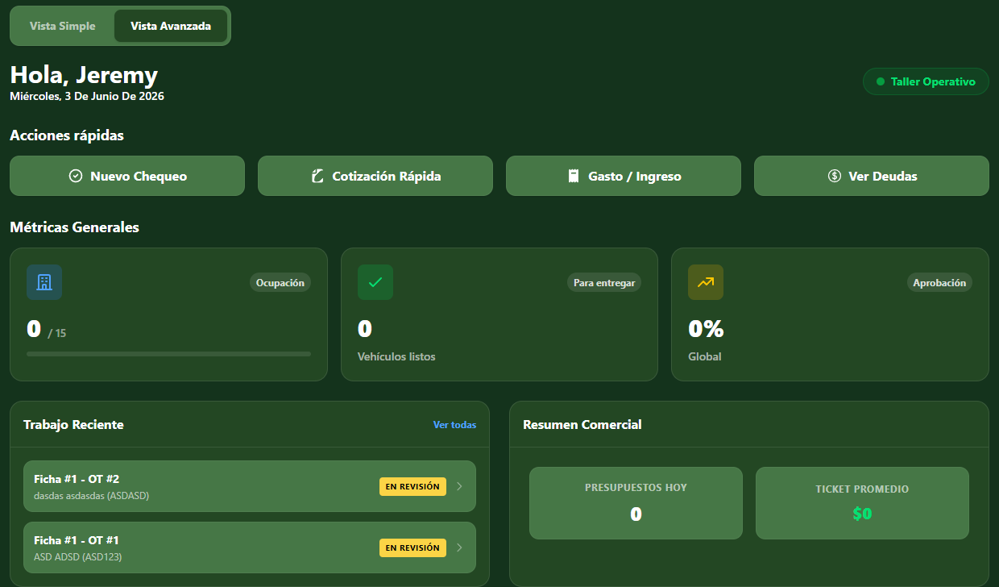 Vista Simple
Vista Avanzada
Hola, Jeremy
Miércoles, 3 De Junio De 2026
Taller Operativo
Acciones rápidas
Nuevo Chequeo
Cotización Rápida
Gasto / Ingreso
Ver Deudas
Métricas Generales
Ocupación
0 / 15
Para entregar
0
Vehículos listos
Aprobación
0%
Global
Trabajo Reciente
Ver todas
Ficha #1 - OT #2
dasdas asdasdas (ASDASD)
EN REVISIÓN
Ficha #1 - OT #1
ASD ADSD (ASD123)
EN REVISIÓN
Resumen Comercial
PRESUPUESTOS HOY
0
TICKET PROMEDIO
$0